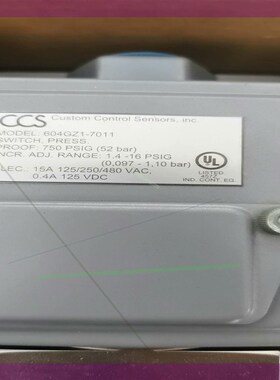 CCS Custom Control Sensors, inc
MODEL: 604GZ1-7011
SWITCH, PRESS
PROOF: 750 PSIG (52 bar)
INCR. ADJ. RANGE: 1.4 -16 PSIG
(0,097 - 1,10 bar)
ELEC. 15A 125/250/480 VAC,
0.4A 125 VDC
UL
LISTED
IND. CONT. EQ.